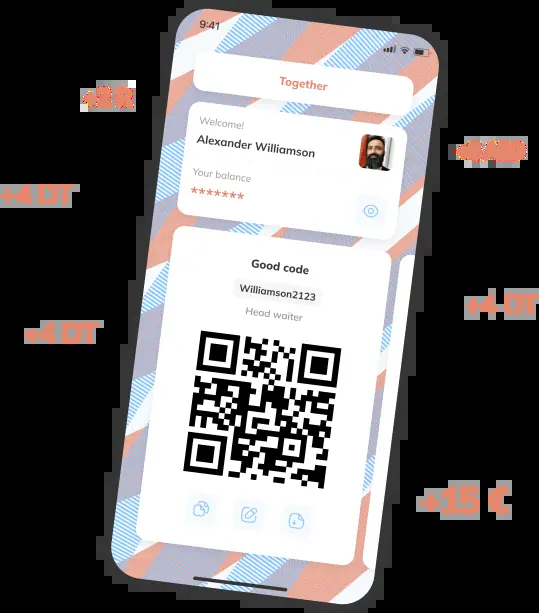 9:41
Together
Welcome!
Alexander Williamson
Your balance
*******
+4 DT
Good code
Williamson2123
Head waiter
+4 DT
+4 DT
+15 €